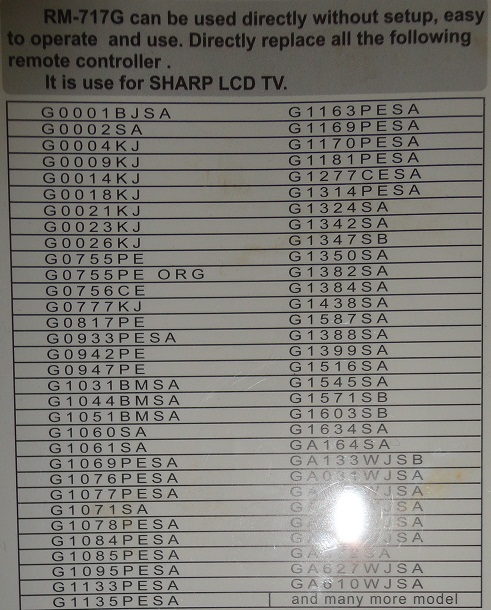 RM-717G can be used directly without setup, easy
to operate and use. Directly replace all the following
remote controller .
It is use for SHARP LCD TV.
G0001BJSA
G0002SA
G0004KJ
G0009KJ
G0014KJ
G0018KJ
G0021KJ
G0023KJ
G0026KJ
G0755PE
G0755PE ORG
G0756CE
G0777KJ
G0817PE
G0933PESA
G0942PE
G0947PE
G1031BMSA
G1044BMSA
G1051BMSA
G1060SA
G1061SA
G1069PESA
G1076PESA
G1077PESA
G1071SA
G1078PESA
G1084PESA
G1085PESA
G1095PESA
G1133PESA
G1135PESA
G1163PESA
G1169PESA
G1170PESA
G1181PESA
G1277CESA
G1314PESA
G1324SA
G1342SA
G1347SB
G1350SA
G1382SA
G1384SA
G1438SA
G1587SA
G1388SA
G1399SA
G1516SA
G1545SA
G1571SB
G1603SB
G1634SA
GA164SA
GA133WJSB
GA627WJSA
GA610WJSA
and many more model